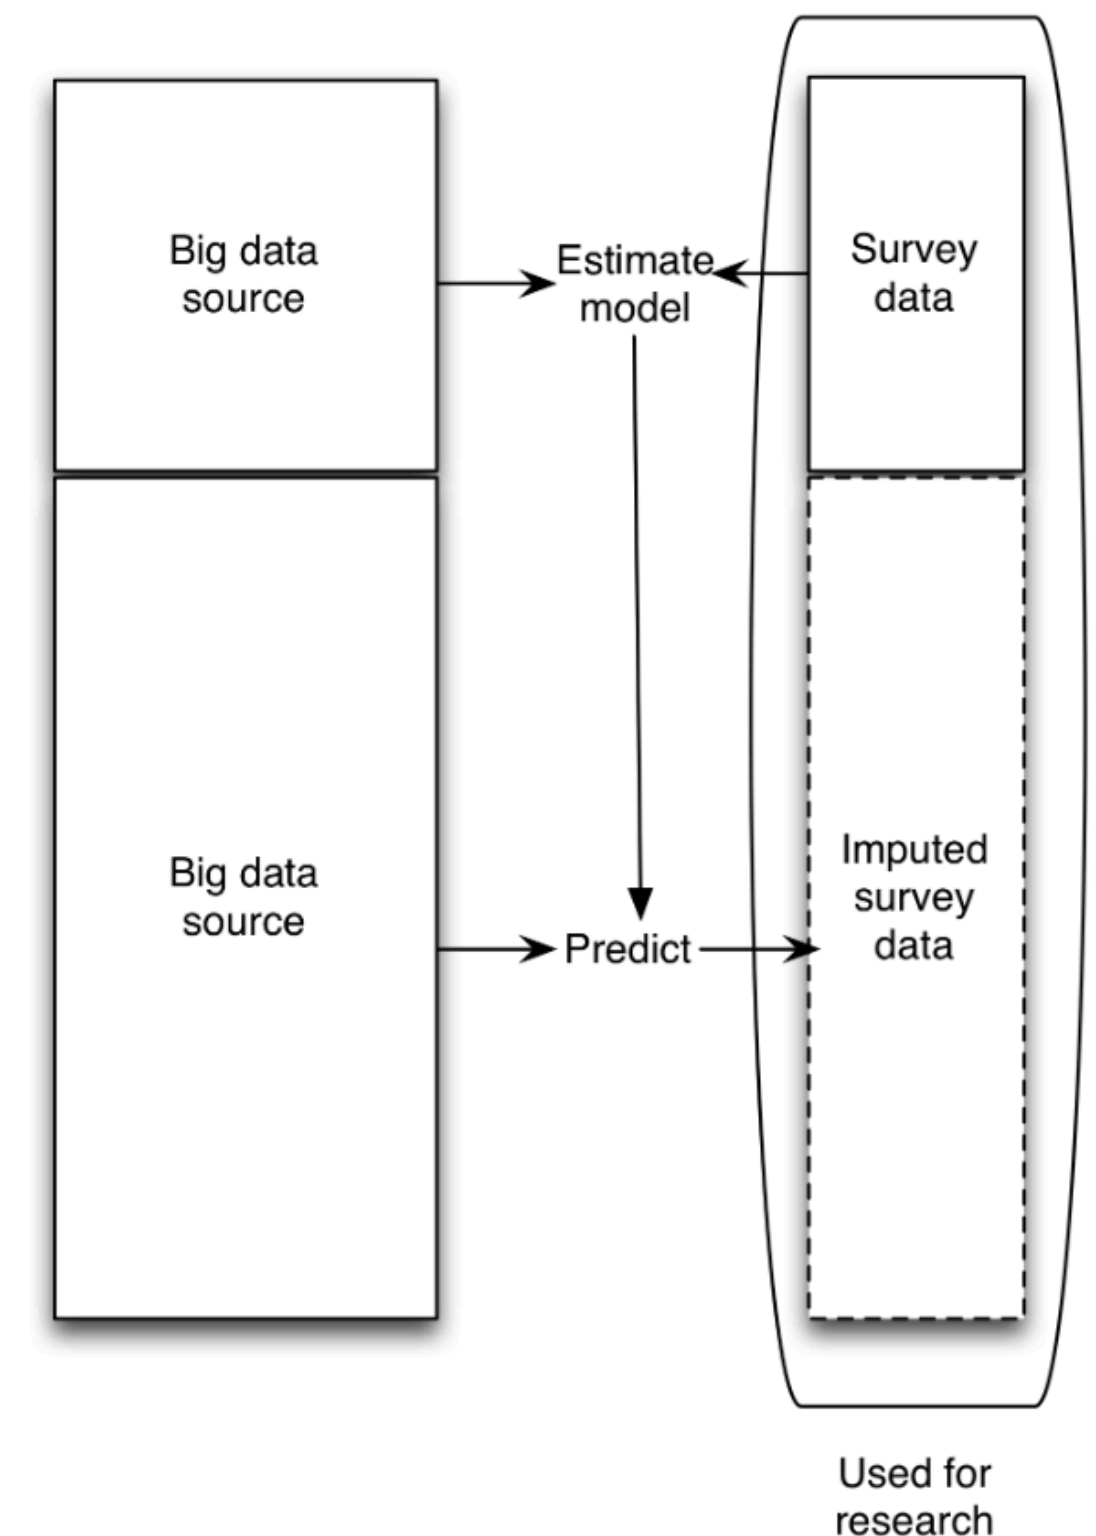 Big data
source
Estimate
model
Survey
data
Big data
source
Predict
Imputed
survey
data
Used for
research